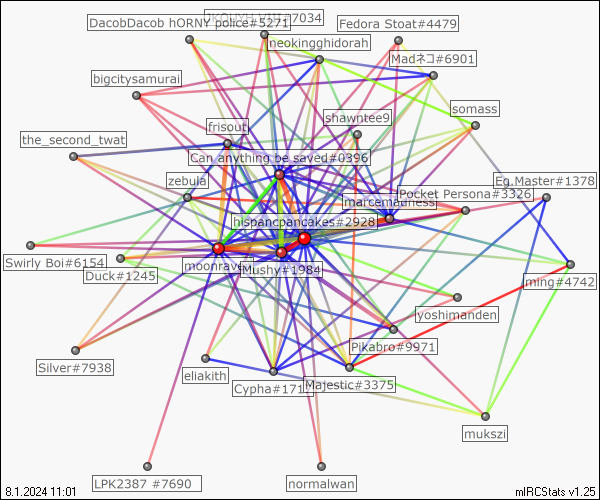 DacobDacob hORNY police#5271
#7034
Fedora Stoat#4479
neokingghidorah
Madネコ#6901
bigcitysamurai
somass
shawntee9
frisout
the_second_twat
Can anything be saved#0396
zebula
Eg.Master#1378
Pocket Persona#3326
marcemadness
hispancpancakes#2928
Swirly Boi#6154
moonrav
Duck#1245
Mushy#1984
ming#4742
yoshimanden
Pikabro#9971
Silver#7938
eliakith
Cypha#171
Majestic#3375
mukszi
LPK2387 #7690
normalwan
8.1.2024 11:01
mIRCStats v1.25